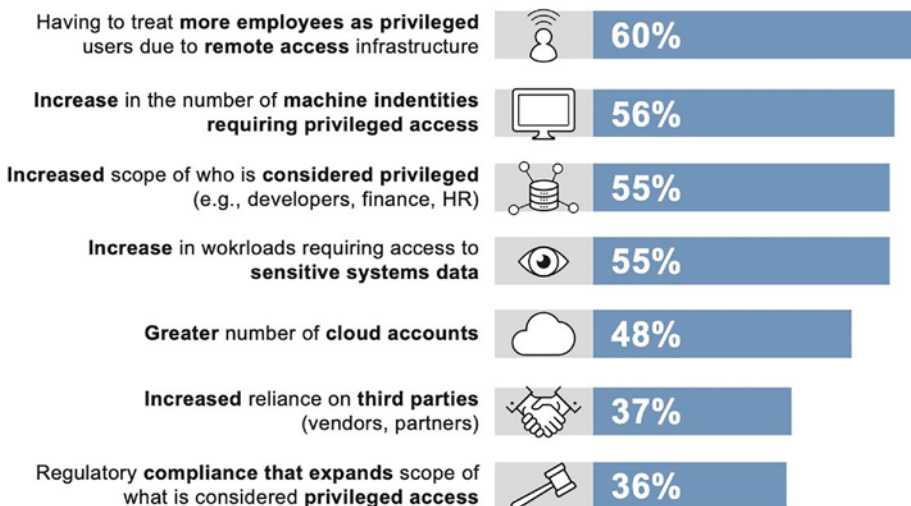 Having to treat more employees as privileged
users due to remote access infrastructure
60%
Increase in the number of machine indentities
requiring privileged access
56%
Increased scope of who is considered privileged
(e.g., developers, finance, HR)
55%
Increase in wokrloads requiring access to
sensitive systems data
55%
Greater number of cloud accounts
48%
Increased reliance on third parties
(vendors, partners)
37%
Regulatory compliance that expands scope of
what is considered privileged access
36%